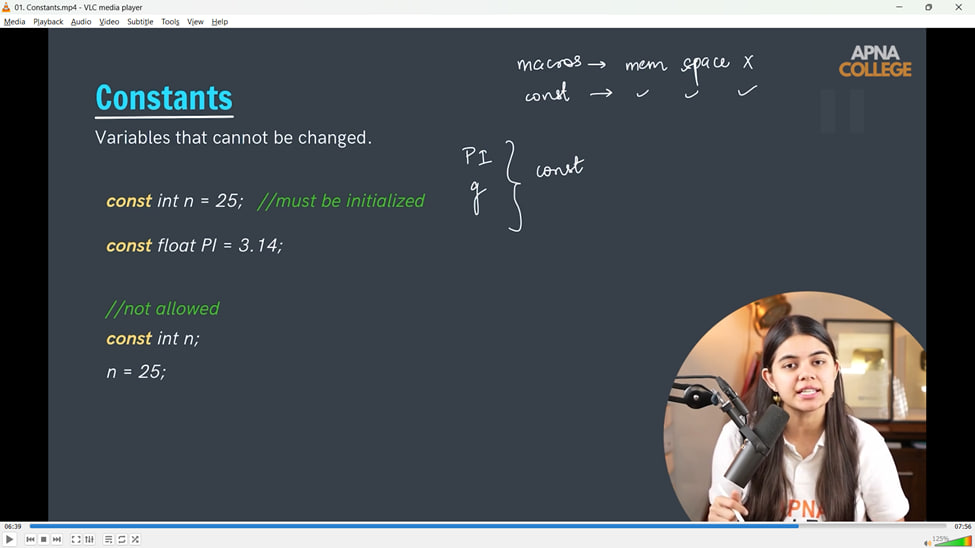 01. Constants.mp4 - VLC media player
Media Playback Audio Video Subtitle Tools View Help
macros → mem space x
const → ✓ ✓ ✓
APNA
COLLEGE
Constants
Variables that cannot be changed.
PI
g
const
const int n = 25; //must be initialized
const float PI = 3.14;
//not allowed
const int n;
n = 25;
APNA
06:39
07:56
125%